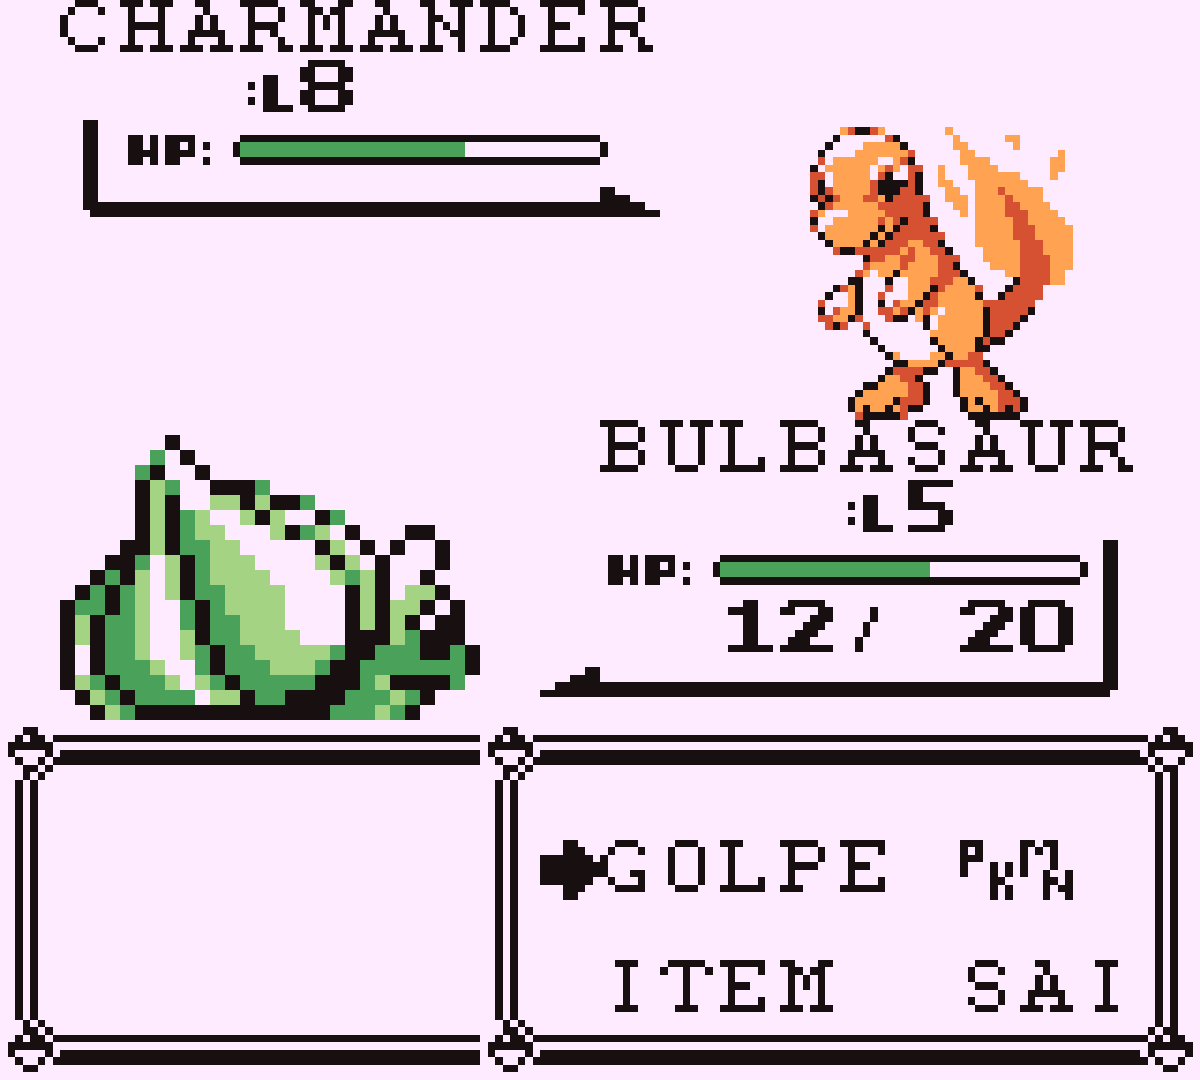 CHARMANDER
:L8
HP:
BULBASAUR
:L5
HP:
12/ 20
GOLPE PKMN
ITEM SAI